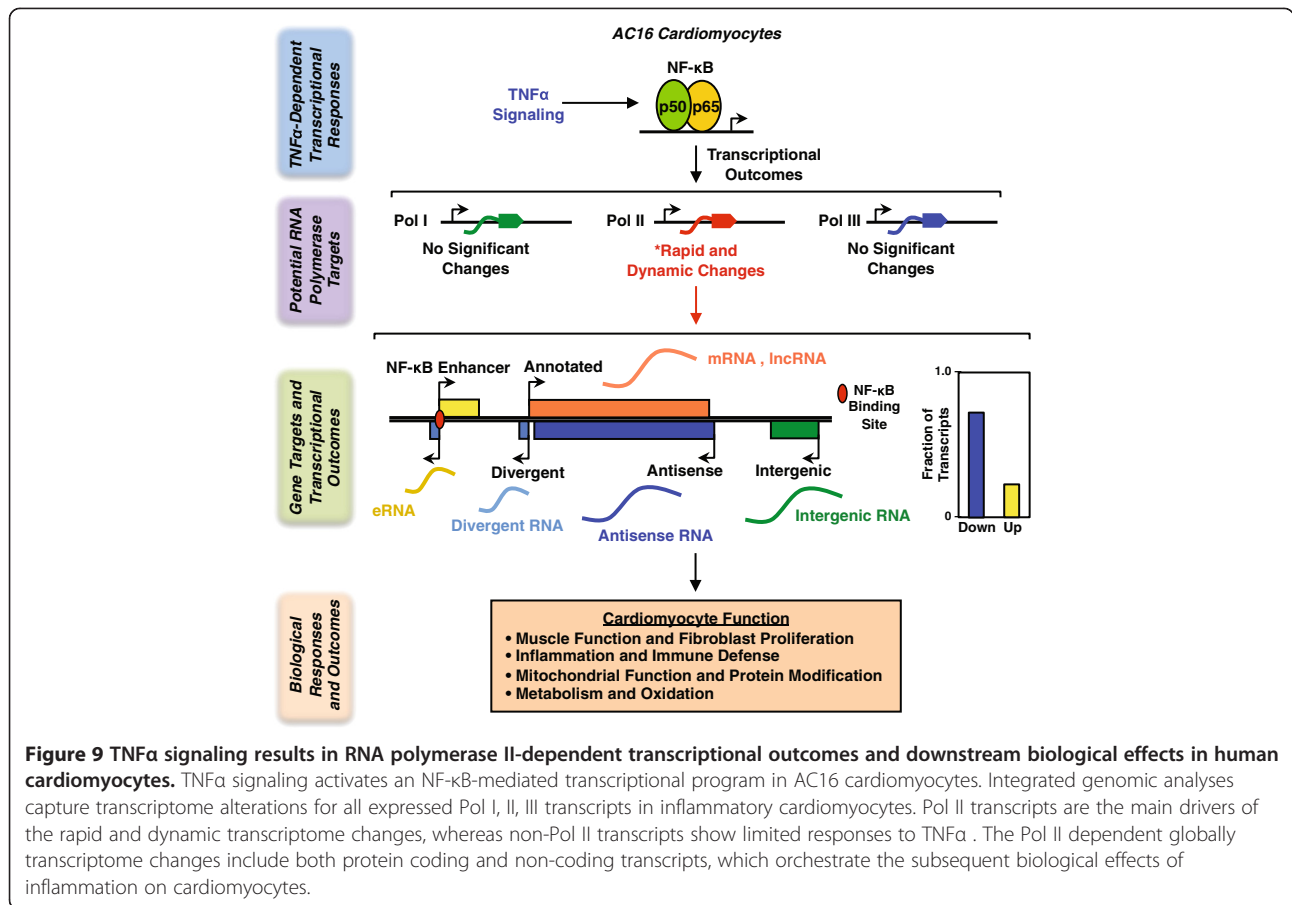 TNFα-Dependent
Transcriptional
Responses
AC16 Cardiomyocytes
NF-κB
TNFα
Signaling
p50
p65
Transcriptional
Outcomes
Potential RNA
Polymerase
Targets
Pol I
No Significant
Changes
Pol II
*Rapid and
Dynamic Changes
Pol III
No Significant
Changes
Gene Targets and
Transcriptional
Outcomes
mRNA , lncRNA
NF-κB Enhancer
Annotated
NF-κB
Binding
Site
Divergent
Antisense
Intergenic
eRNA
Divergent RNA
Antisense RNA
Intergenic RNA
Fraction of
Transcripts
1.0
0
Down Up
Biological
Responses
and Outcomes
Cardiomyocyte Function
• Muscle Function and Fibroblast Proliferation
• Inflammation and Immune Defense
• Mitochondrial Function and Protein Modification
• Metabolism and Oxidation
Figure 9 TNFα signaling results in RNA polymerase II-dependent transcriptional outcomes and downstream biological effects in human
cardiomyocytes. TNFα signaling activates an NF-κB-mediated transcriptional program in AC16 cardiomyocytes. Integrated genomic analyses
capture transcriptome alterations for all expressed Pol I, II, III transcripts in inflammatory cardiomyocytes. Pol II transcripts are the main drivers of
the rapid and dynamic transcriptome changes, whereas non-Pol II transcripts show limited responses to TNFα . The Pol II dependent globally
transcriptome changes include both protein coding and non-coding transcripts, which orchestrate the subsequent biological effects of
inflammation on cardiomyocytes.